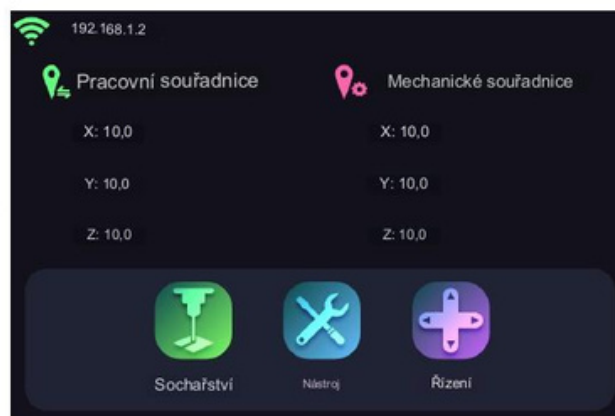 192.168.1.2
Pracovní souřadnice
Mechanické souřadnice
X: 10,0
X: 10,0
Y: 10,0
Y: 10,0
Z: 10,0
Z: 10,0
Sochařství
Nástroj
Řízení